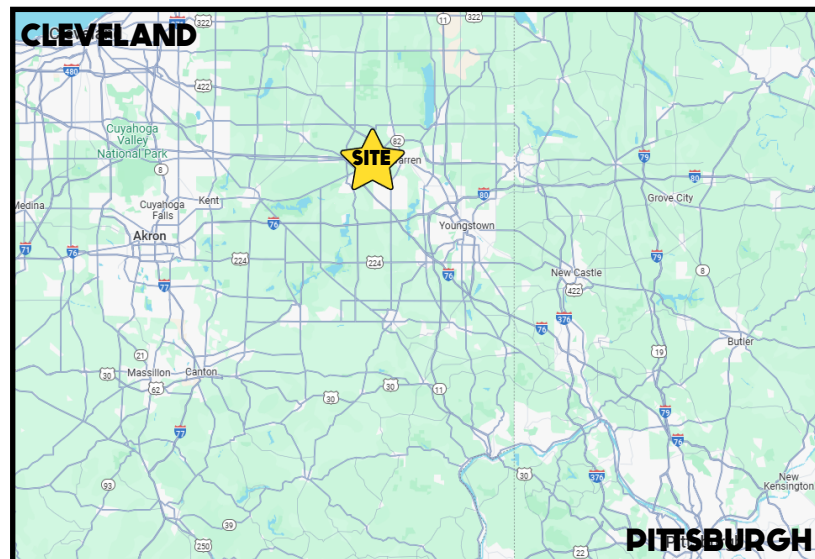 322
11
322
CLEVELAND
480
422
Cuyahoga
Valley
National Park
82
SITE
arren
79
80
8
80
Grove City
Medina
Cuyahoga
Falls
Kent
76
Youngstown
Akron
71
76
224
224
79
77
76
New Castle
8
422
376
76
Butler
21
19
Massillon
Canton
30
62
30
30
11
79
77
76
93
30
376
New
Kensington
39
250
22
PITTSBURGH